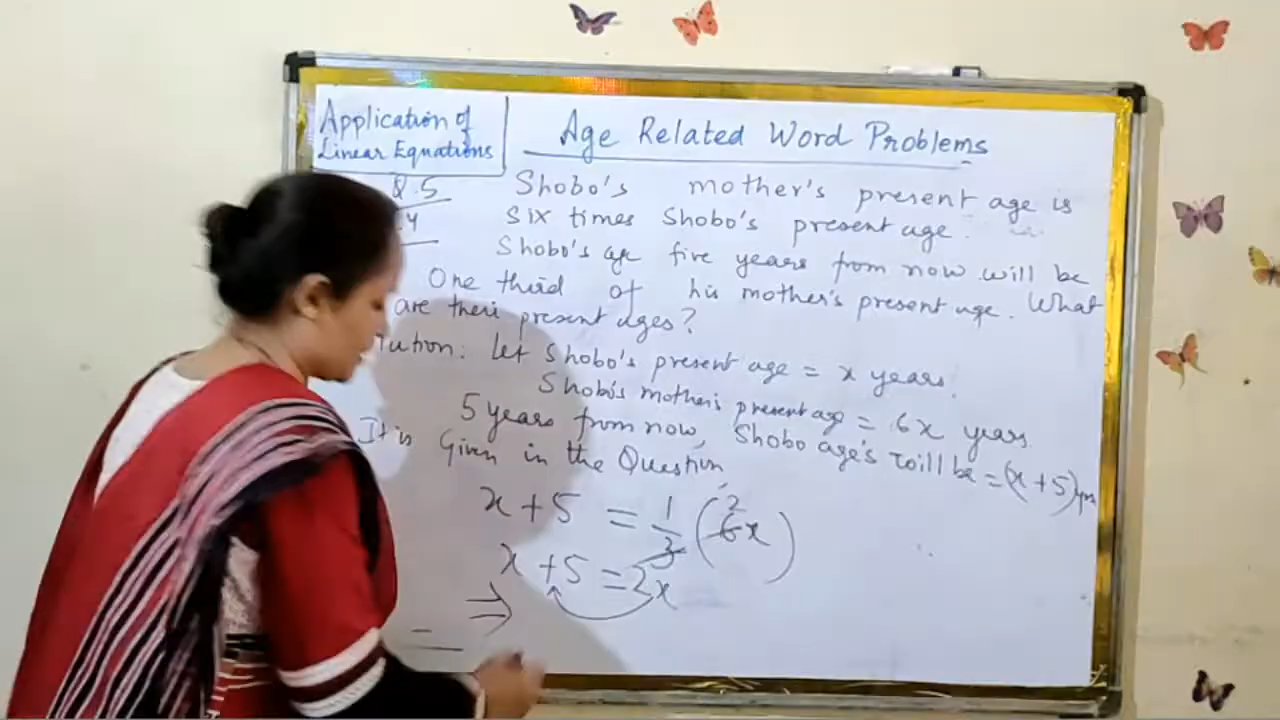 Application of
Linear Equations
Age Related Word Problems
Q.5
Shobo's mother's present age is
.4
six times Shobo's present age.
Shobo's age five years from now will be
One third of his mother's present age. What
are their present ages?
let Shobo's present age = x years.
Shobo's mother's present age = 6x years
5 years from now, Shobo age's will be = (x+5) yrs
It is Given in the Question
x + 5 = 1/3 (6x)
2
x + 5 = 2x
⇒